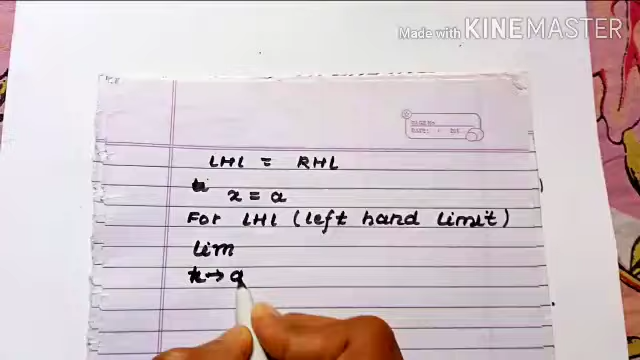 Made with KINEMASTER
LHL = RHL
x = a
For LHL (left hand limit)
lim
x→a